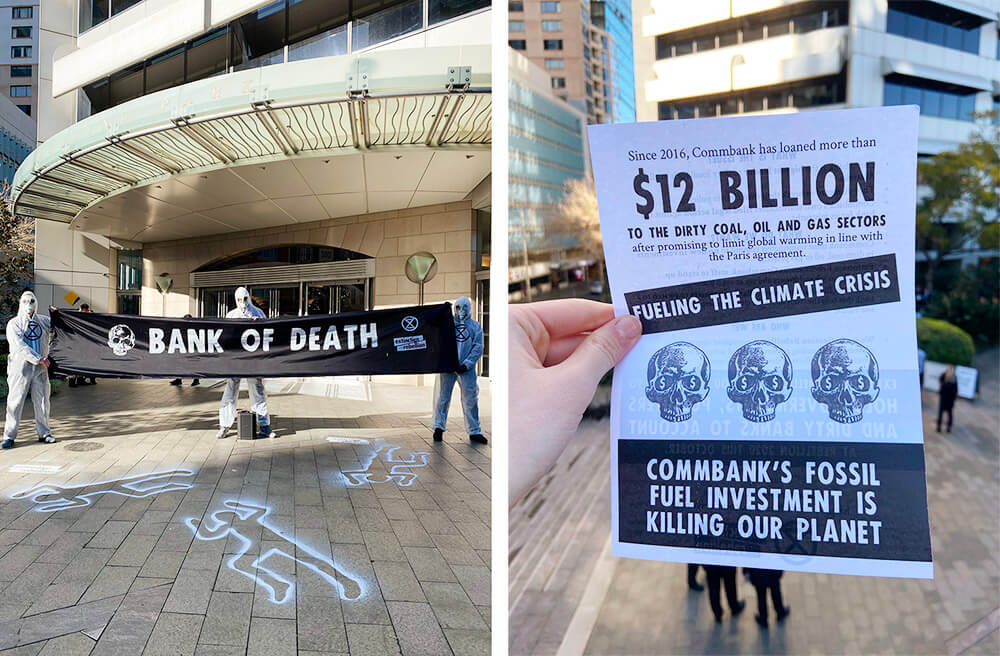 BANK OF DEATH
extinction
rebellion
Since 2016, Commbank has loaned more than
$12 BILLION
TO THE DIRTY COAL, OIL AND GAS SECTORS
after promising to limit global warming in line with
the Paris agreement.
FUELING THE CLIMATE CRISIS
COMMBANK'S FOSSIL
FUEL INVESTMENT IS
KILLING OUR PLANET